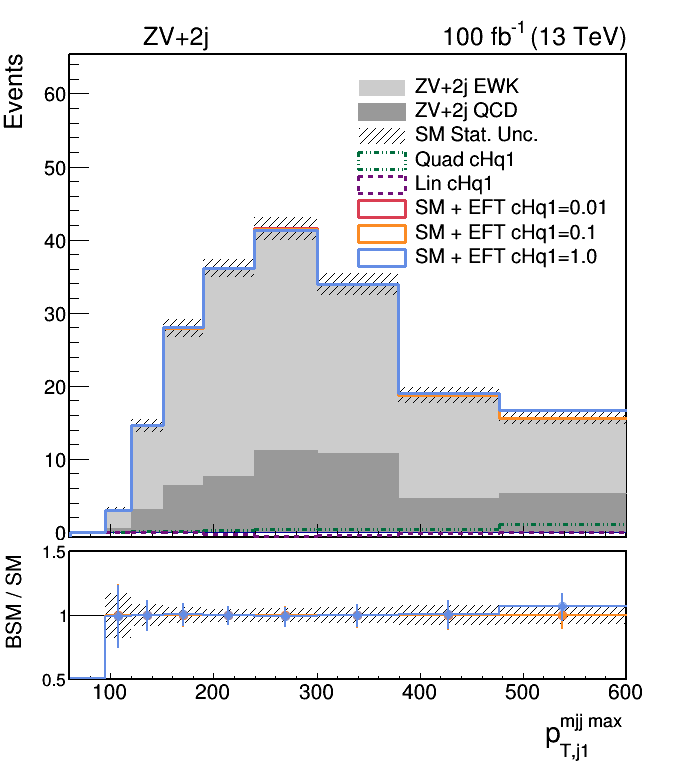 ZV+2j
100 fb-1 (13 TeV)
Events
60
50
40
30
20
10
0
ZV+2j EWK
ZV+2j QCD
SM Stat. Unc.
Quad cHq1
Lin cHq1
SM + EFT cHq1=0.01
SM + EFT cHq1=0.1
SM + EFT cHq1=1.0
BSM / SM
1.5
1
0.5
100 200 300 400 500 600
p mjj max T,j1